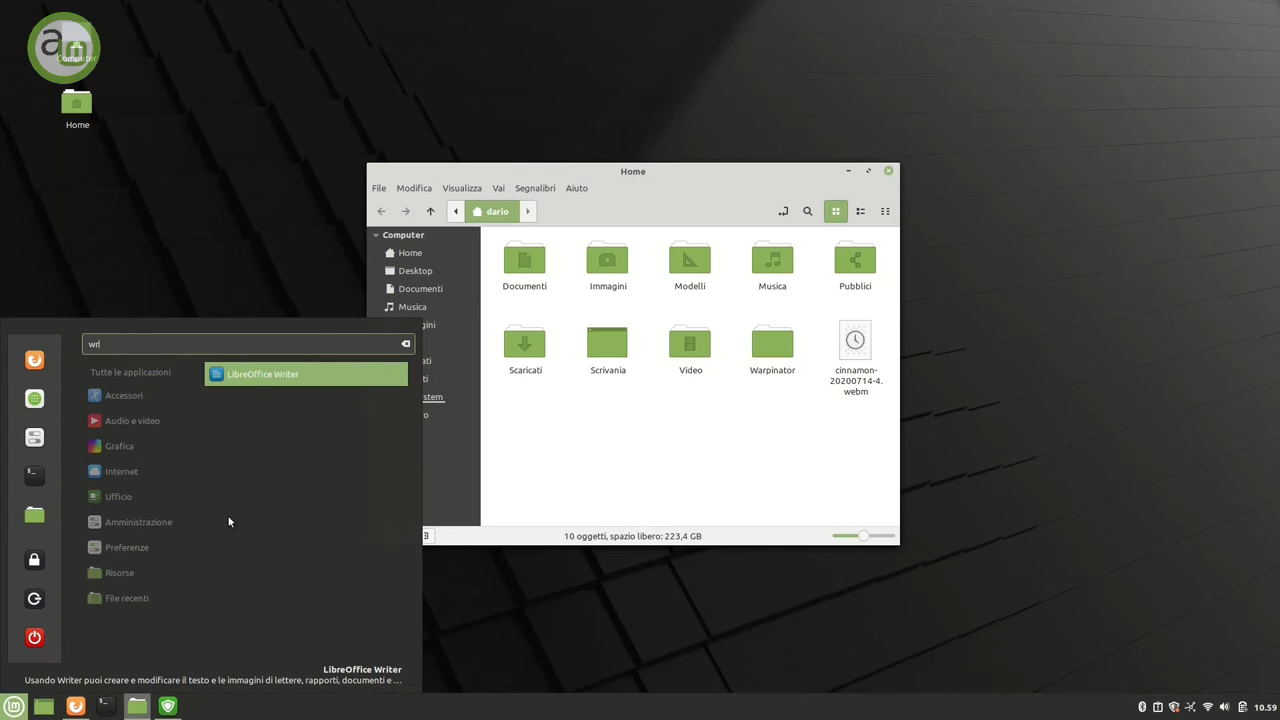 am
Computer
Home
Home
File Modifica Visualizza Vai Segnalibri Aiuto
dario
Computer
Home
Desktop
Documenti
Musica
Documenti Immagini Modelli Musica Pubblici
Scaricati Scrivania Video Warpinator cinnamon-
20200714-4.
webm
10 oggetti, spazio libero: 223,4 GB
wr
Tutte le applicazioni
Accessori
Audio e video
Grafica
Internet
Ufficio
Amministrazione
Preferenze
Risorse
File recenti
LibreOffice Writer
LibreOffice Writer
Usando Writer puoi creare e modificare il testo e le immagini di lettere, rapporti, documenti e ...
10.59